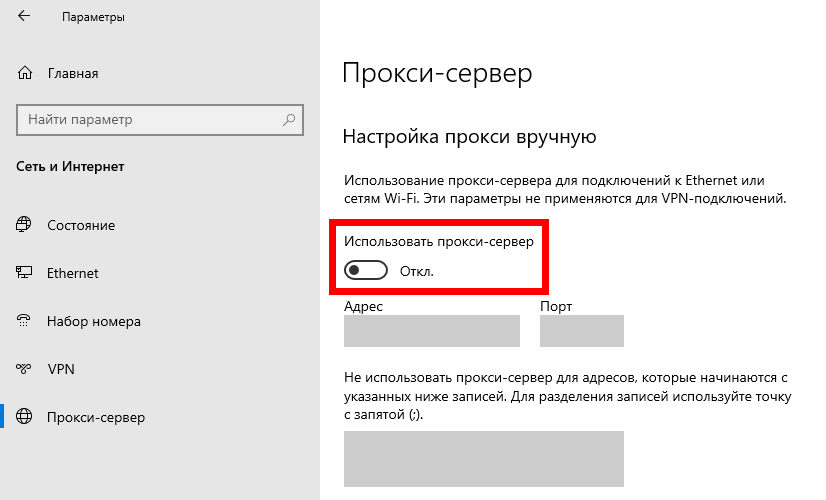 Параметры
Главная
Найти параметр
Сеть и Интернет
Состояние
Ethernet
Набор номера
VPN
Прокси-сервер
Прокси-сервер
Настройка прокси вручную
Использование прокси-сервера для подключений к Ethernet или
сетям Wi-Fi. Эти параметры не применяются для VPN-подключений.
Использовать прокси-сервер
Откл.
Адрес
Порт
Не использовать прокси-сервер для адресов, которые начинаются с
указанных ниже записей. Для разделения записей используйте точку
с запятой (;).